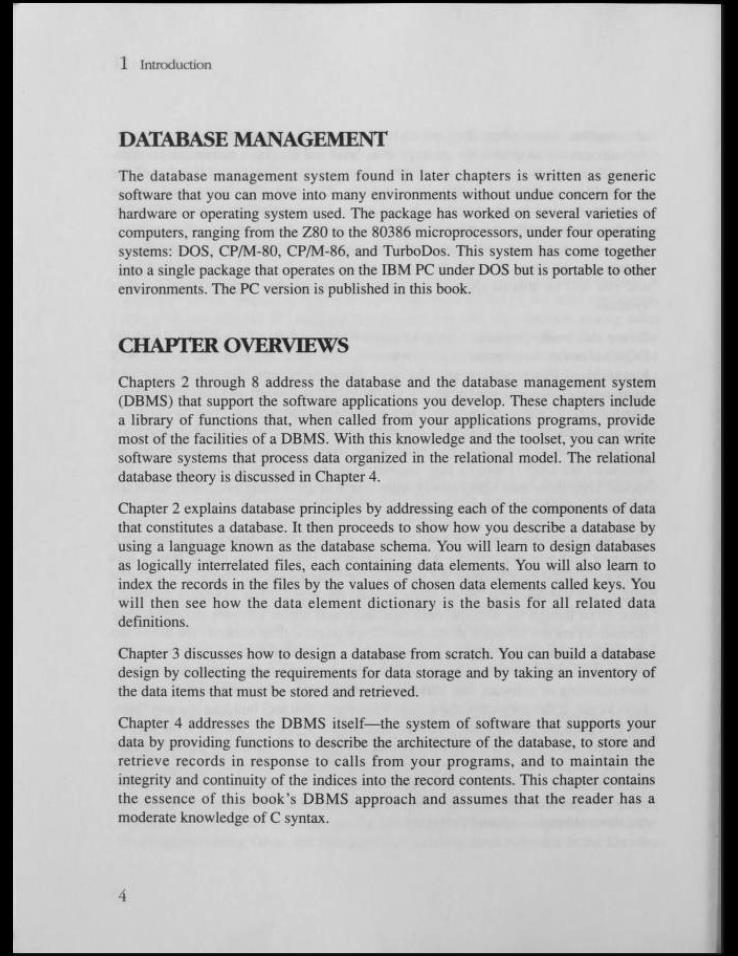 1 Introduction
DATABASE MANAGEMENT
The database management system found in later chapters is written as generic
software that you can move into many environments without undue concern for the
hardware or operating system used. The package has worked on several varieties of
computers, ranging from the Z80 to the 80386 microprocessors, under four operating
systems: DOS, CP/M-80, CP/M-86, and TurboDos. This system has come together
into a single package that operates on the IBM PC under DOS but is portable to other
environments. The PC version is published in this book.
CHAPTER OVERVIEWS
Chapters 2 through 8 address the database and the database management system
(DBMS) that support the software applications you develop. These chapters include
a library of functions that, when called from your applications programs, provide
most of the facilities of a DBMS. With this knowledge and the toolset, you can write
software systems that process data organized in the relational model. The relational
database theory is discussed in Chapter 4.
Chapter 2 explains database principles by addressing each of the components of data
that constitutes a database. It then proceeds to show how you describe a database by
using a language known as the database schema. You will learn to design databases
as logically interrelated files, each containing data elements. You will also learn to
index the records in the files by the values of chosen data elements called keys. You
will then see how the data element dictionary is the basis for all related data
definitions.
Chapter 3 discusses how to design a database from scratch. You can build a database
design by collecting the requirements for data storage and by taking an inventory of
the data items that must be stored and retrieved.
Chapter 4 addresses the DBMS itself—the system of software that supports your
data by providing functions to describe the architecture of the database, to store and
retrieve records in response to calls from your programs, and to maintain the
integrity and continuity of the indices into the record contents. This chapter contains
the essence of this book's DBMS approach and assumes that the reader has a
moderate knowledge of C syntax.
4